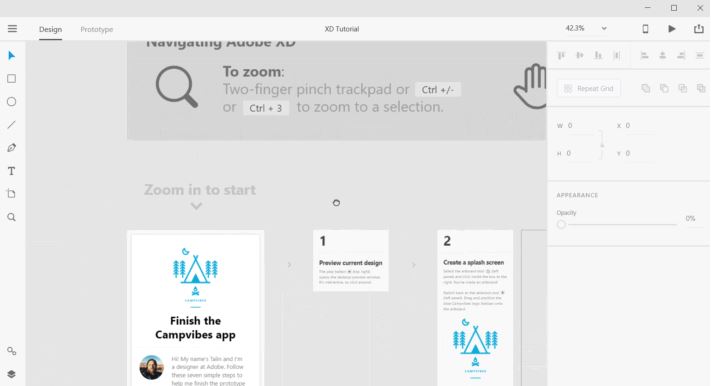 Design
Prototype
XD Tutorial
42.3%
Navigating Adobe XD
To zoom:
Two-finger pinch trackpad or Ctrl +/-
or Ctrl + 3 to zoom to a selection.
Zoom in to start
CAMPVIBES
Finish the
Campvibes app
Hi! My name's Talin and I'm
a designer at Adobe. Follow
these seven simple steps to
help me finish the prototype
1
Preview current design
2
Create a splash screen
CAMPVIBES
Repeat Grid
W 0
X 0
H 0
Y 0
APPEARANCE
Opacity
0%